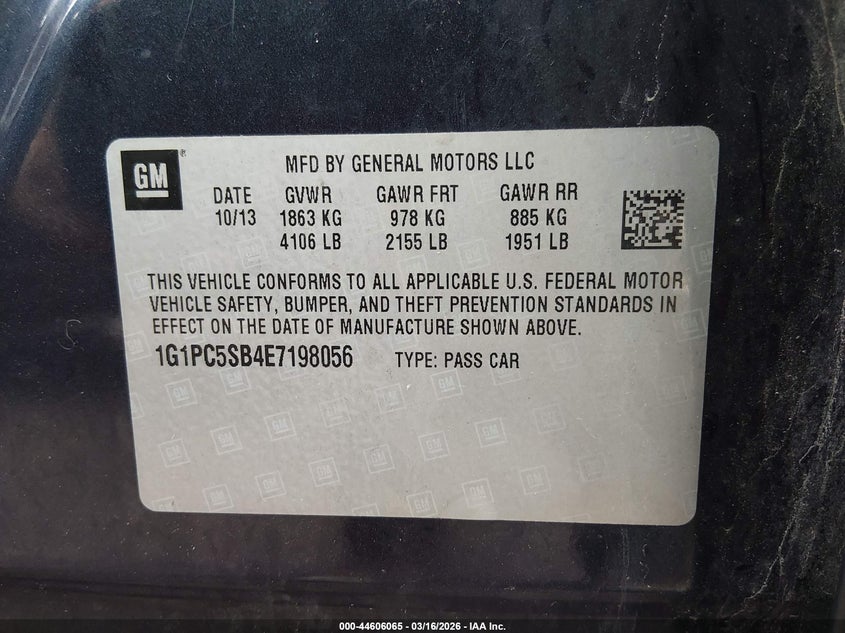 GM
MFD BY GENERAL MOTORS LLC
DATE GVWR GAWR FRT GAWR RR
10/13 1863 KG 978 KG 885 KG
4106 LB 2155 LB 1951 LB
THIS VEHICLE CONFORMS TO ALL APPLICABLE U.S. FEDERAL MOTOR
VEHICLE SAFETY, BUMPER, AND THEFT PREVENTION STANDARDS IN
EFFECT ON THE DATE OF MANUFACTURE SHOWN ABOVE.
1G1PC5SB4E7198056 TYPE: PASS CAR
000-44606065 - 03/16/2026 - IAA Inc.